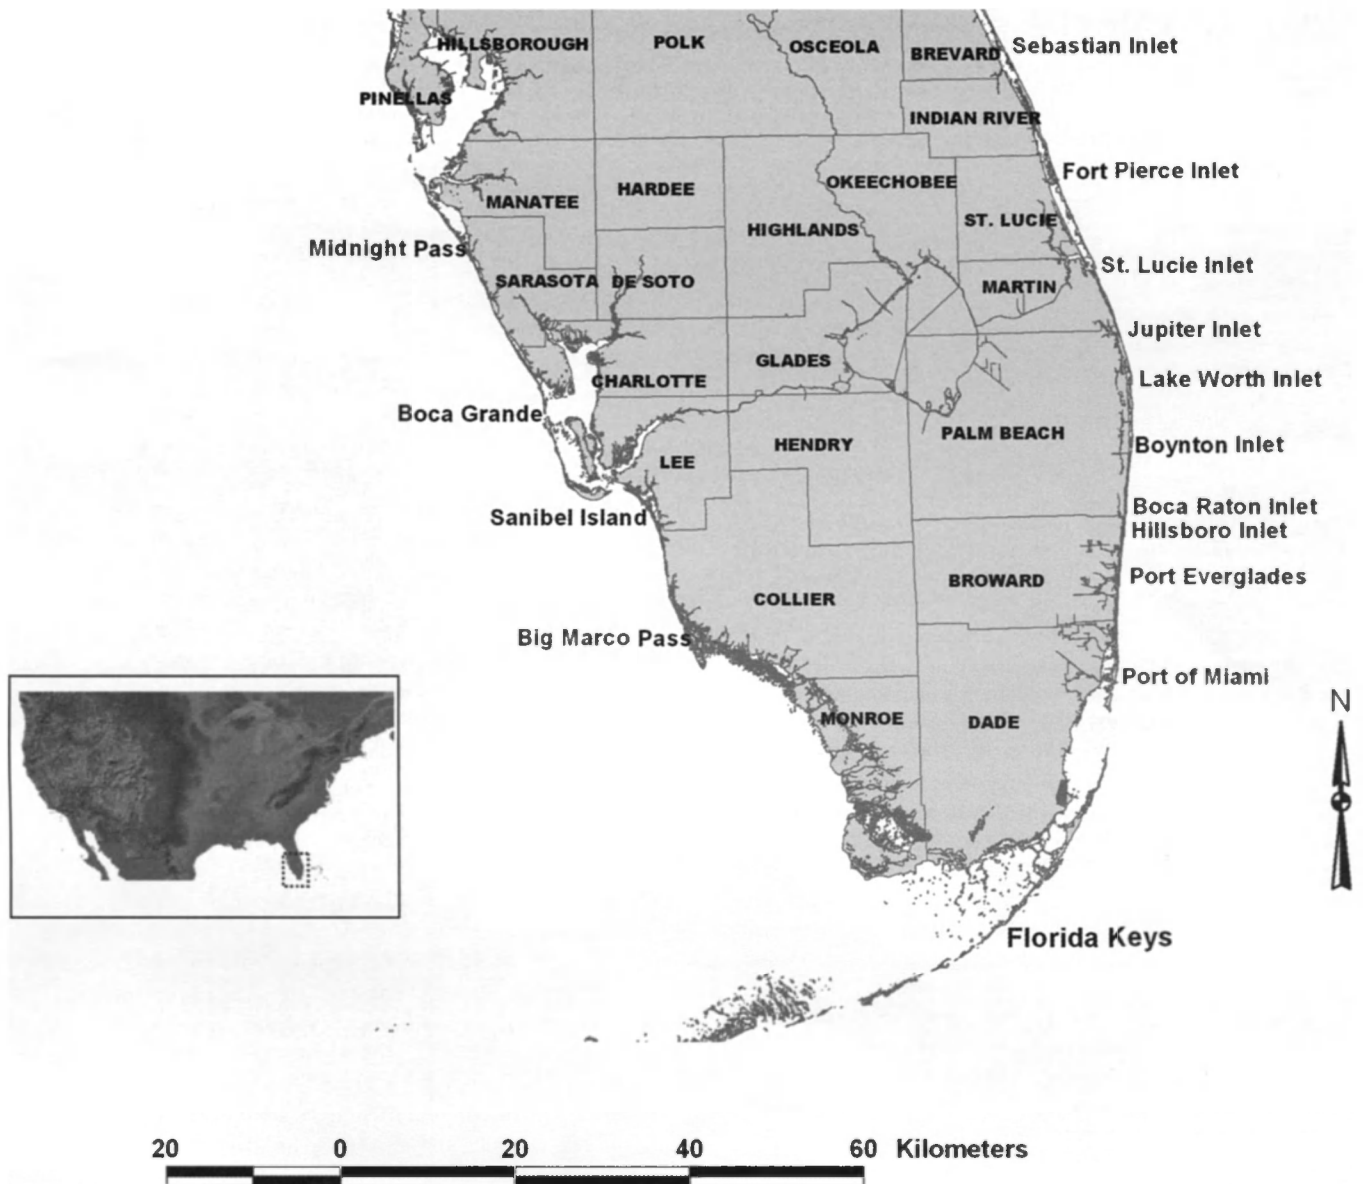 HILLSBOROUGH
POLK
OSCEOLA
BREVARD
Sebastian Inlet
PINELLAS
INDIAN RIVER
Fort Pierce Inlet
MANATEE
HARDEE
OKEECHOBEE
HIGHLANDS
ST. LUCIE
Midnight Pass
St. Lucie Inlet
SARASOTA
DE SOTO
MARTIN
Jupiter Inlet
GLADES
CHARLOTTE
Lake Worth Inlet
Boca Grande
HENDRY
PALM BEACH
Boynton Inlet
LEE
Sanibel Island
Boca Raton Inlet
Hillsboro Inlet
COLLIER
BROWARD
Port Everglades
Big Marco Pass
Port of Miami
MONROE
DADE
N
Florida Keys
20 0 20 40 60 Kilometers